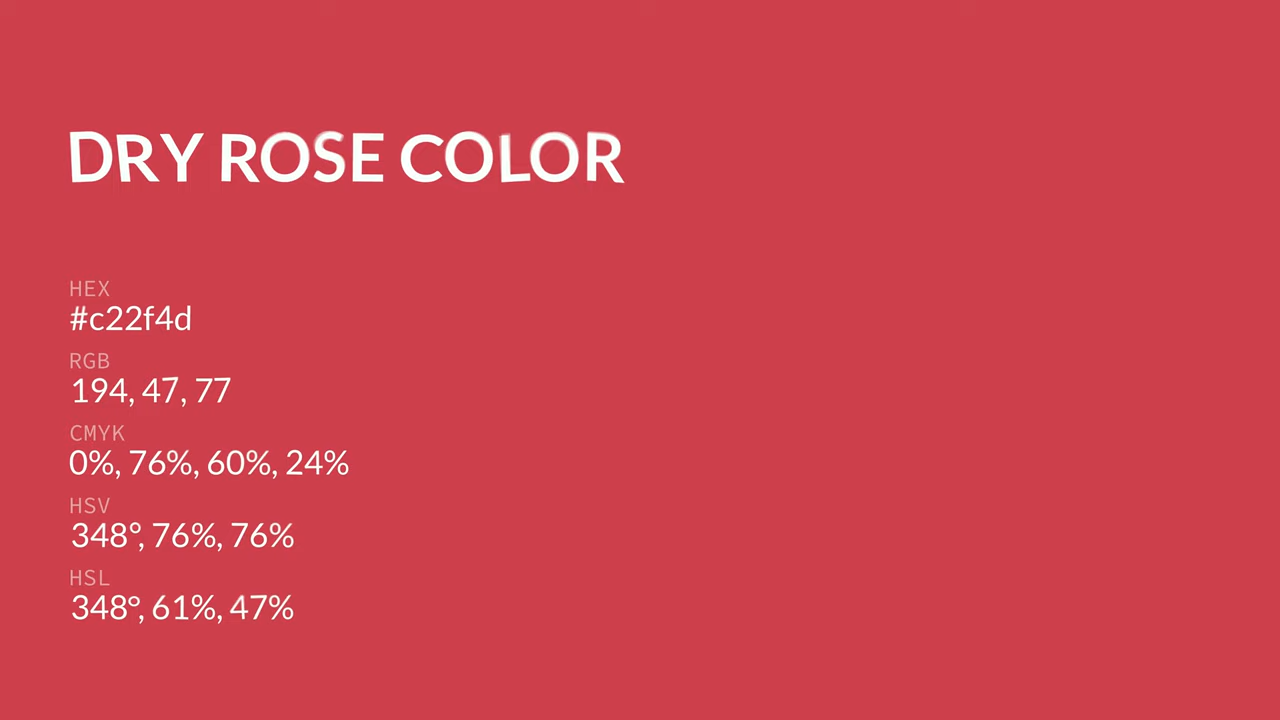 DRY ROSE COLOR
HEX
#c22f4d
RGB
194, 47, 77
CMYK
0%, 76%, 60%, 24%
HSV
348°, 76%, 76%
HSL
348°, 61%, 47%